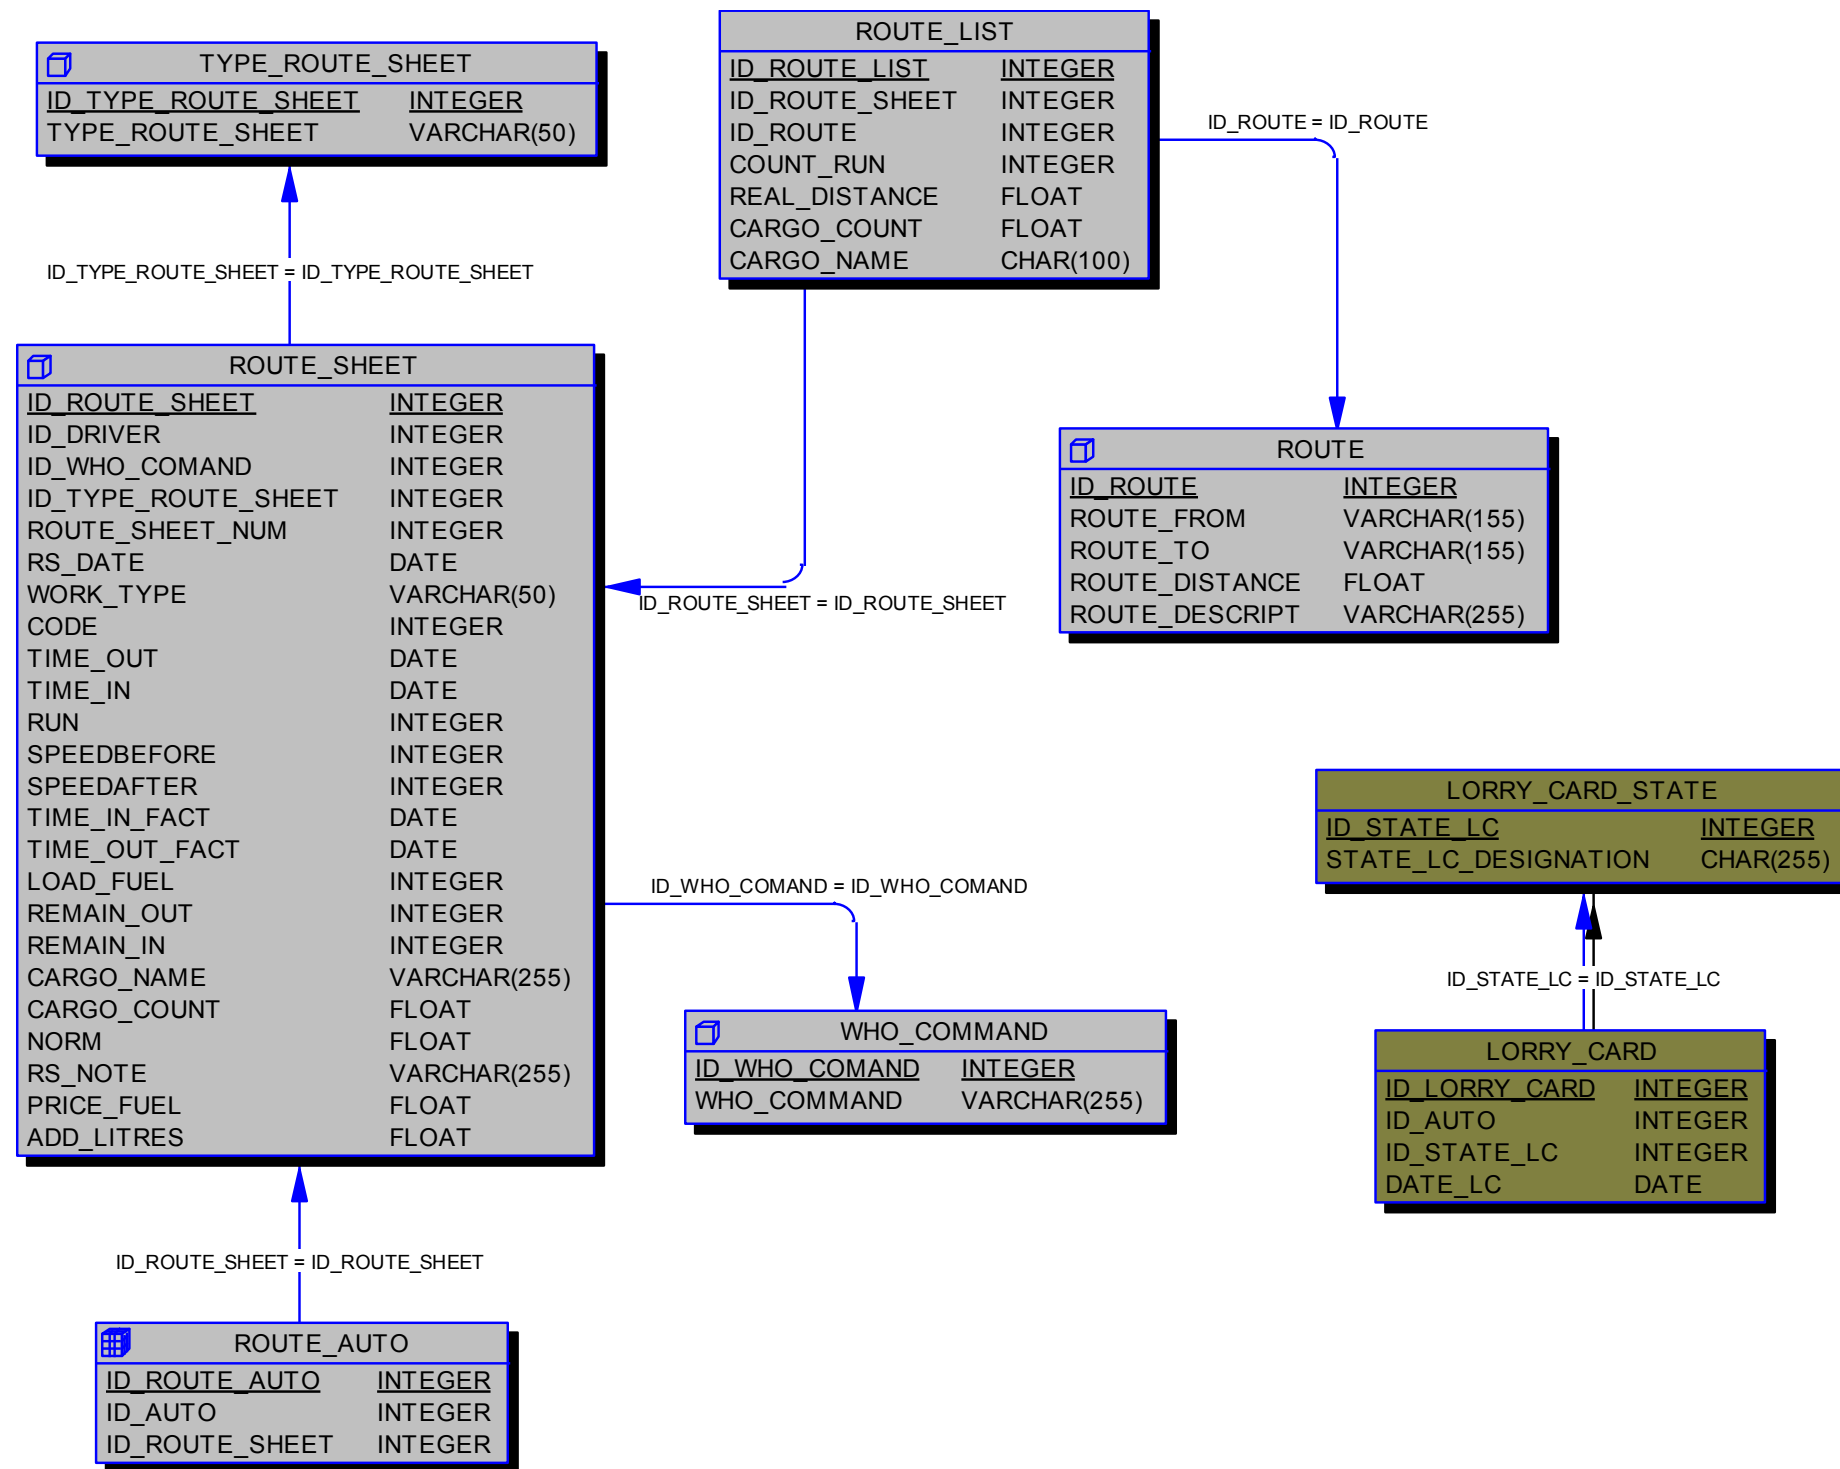 TYPE_ROUTE_SHEET
ID_TYPE_ROUTE_SHEET INTEGER
TYPE_ROUTE_SHEET VARCHAR(50)
ID_TYPE_ROUTE_SHEET = ID_TYPE_ROUTE_SHEET
ROUTE_LIST
ID_ROUTE_LIST INTEGER
ID_ROUTE_SHEET INTEGER
ID_ROUTE INTEGER
COUNT_RUN INTEGER
REAL_DISTANCE FLOAT
CARGO_COUNT FLOAT
CARGO_NAME CHAR(100)
ID_ROUTE = ID_ROUTE
ROUTE_SHEET
ID_ROUTE_SHEET INTEGER
ID_DRIVER INTEGER
ID_WHO_COMAND INTEGER
ID_TYPE_ROUTE_SHEET INTEGER
ROUTE_SHEET_NUM INTEGER
RS_DATE DATE
WORK_TYPE VARCHAR(50)
CODE INTEGER
TIME_OUT DATE
TIME_IN DATE
RUN INTEGER
SPEEDBEFORE INTEGER
SPEEDAFTER INTEGER
TIME_IN_FACT DATE
TIME_OUT_FACT DATE
LOAD_FUEL INTEGER
REMAIN_OUT INTEGER
REMAIN_IN INTEGER
CARGO_NAME VARCHAR(255)
CARGO_COUNT FLOAT
NORM FLOAT
RS_NOTE VARCHAR(255)
PRICE_FUEL FLOAT
ADD_LITRES FLOAT
ID_ROUTE_SHEET = ID_ROUTE_SHEET
ROUTE
ID_ROUTE INTEGER
ROUTE_FROM VARCHAR(155)
ROUTE_TO VARCHAR(155)
ROUTE_DISTANCE FLOAT
ROUTE_DESCRIPT VARCHAR(255)
ID_WHO_COMAND = ID_WHO_COMAND
WHO_COMMAND
ID_WHO_COMAND INTEGER
WHO_COMMAND VARCHAR(255)
LORRY_CARD_STATE
ID_STATE_LC INTEGER
STATE_LC_DESIGNATION CHAR(255)
ID_STATE_LC = ID_STATE_LC
LORRY_CARD
ID_LORRY_CARD INTEGER
ID_AUTO INTEGER
ID_STATE_LC INTEGER
DATE_LC DATE
ID_ROUTE_SHEET = ID_ROUTE_SHEET
ROUTE_AUTO
ID_ROUTE_AUTO INTEGER
ID_AUTO INTEGER
ID_ROUTE_SHEET INTEGER